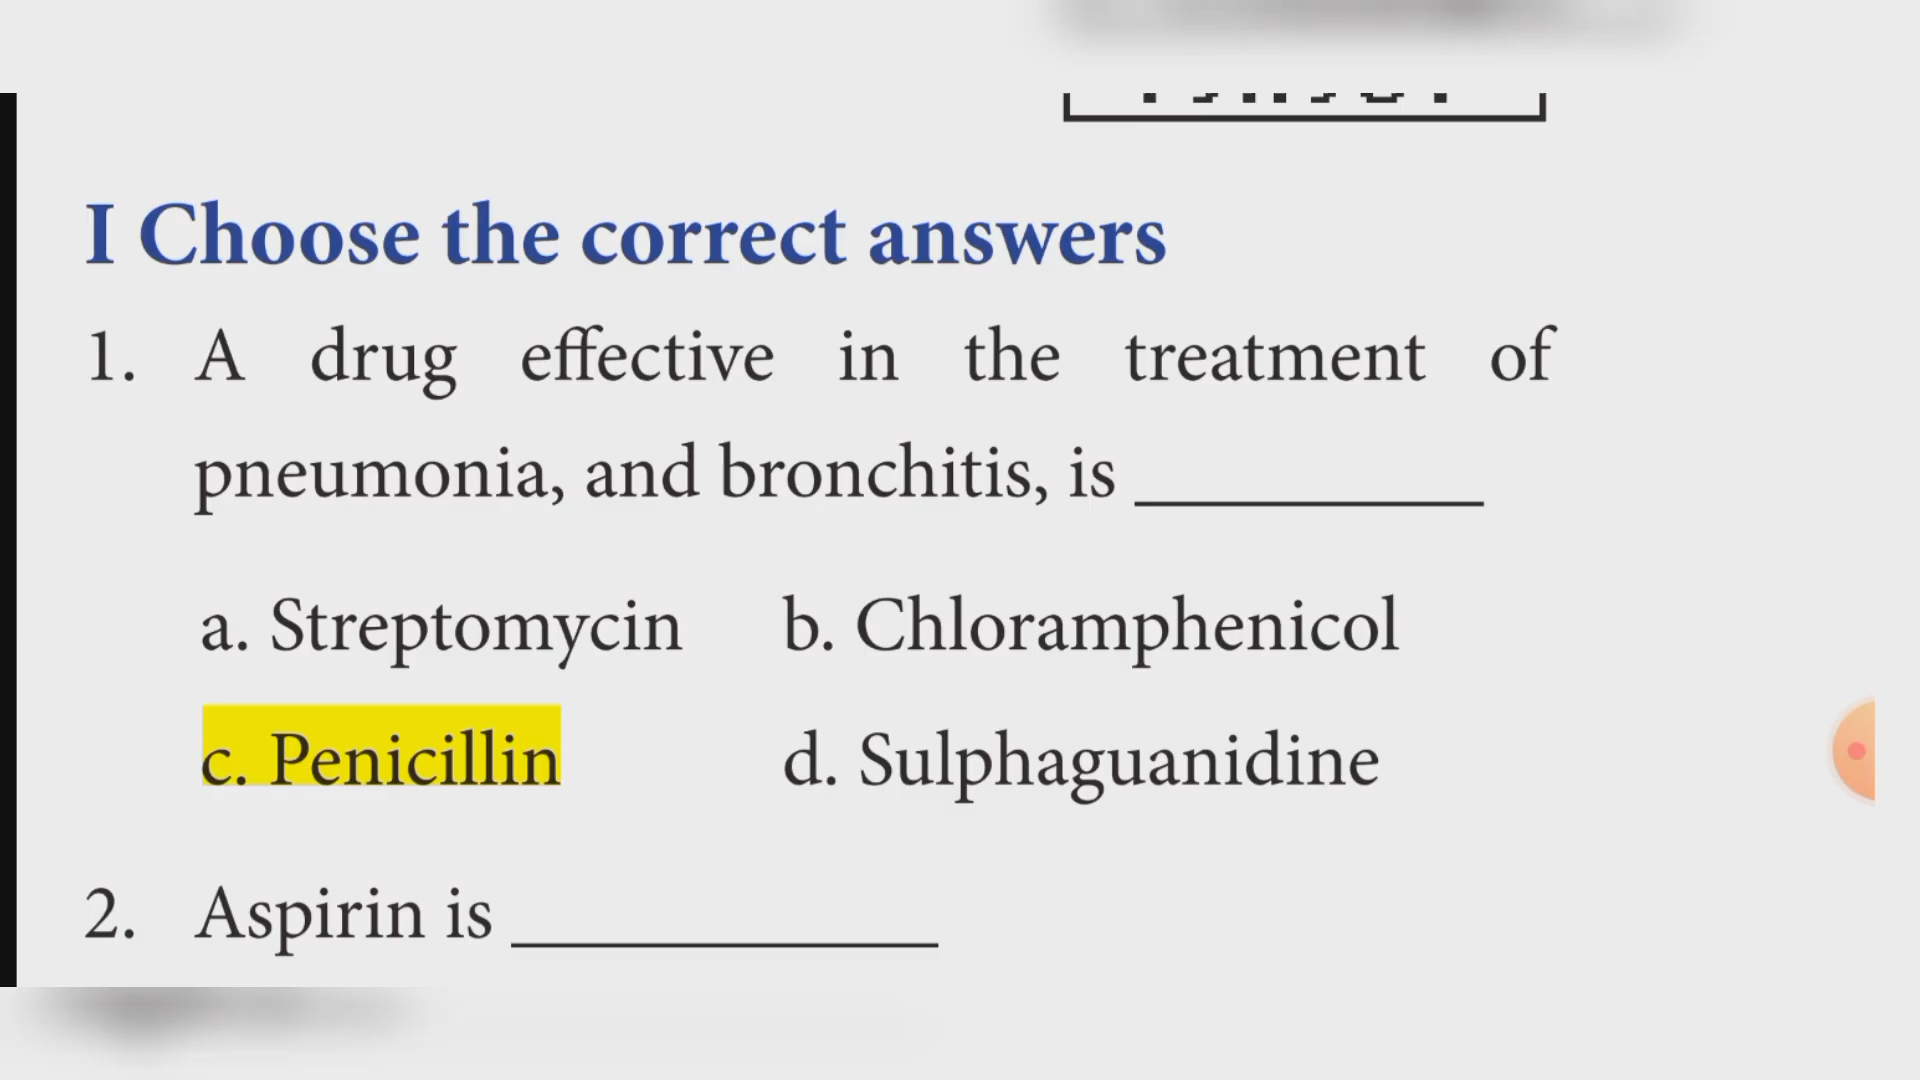 I Choose the correct answers
1. A drug effective in the treatment of
pneumonia, and bronchitis, is __________
a. Streptomycin b. Chloramphenicol
c. Penicillin d. Sulphaguanidine
2. Aspirin is ____________